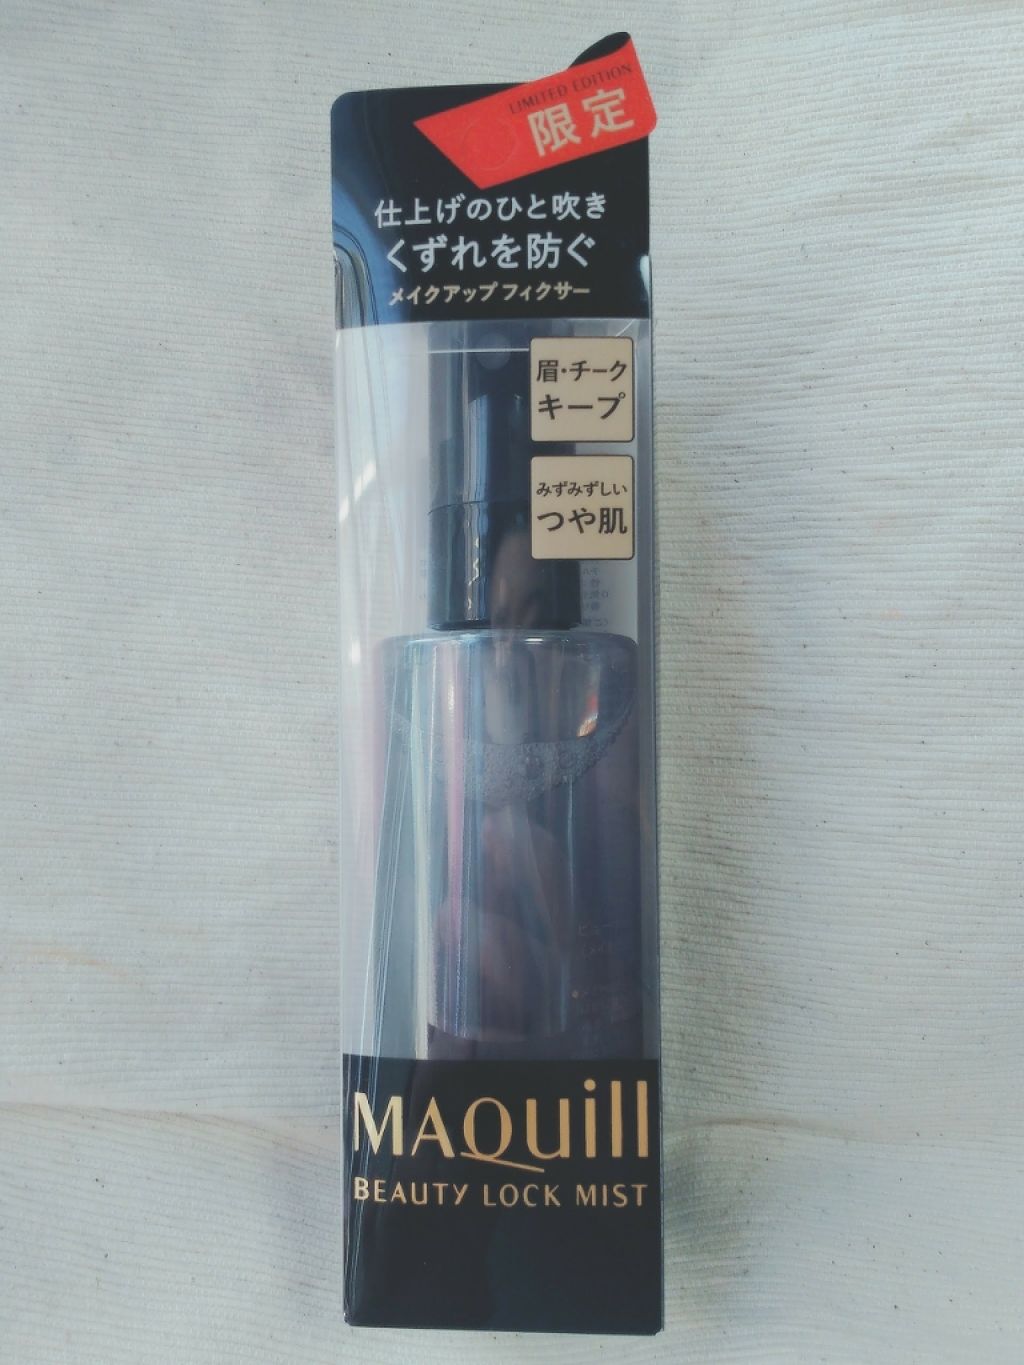 LIMITED EDITION
限定
仕上げのひと吹き
くずれを防ぐ
メイクアップフィクサー
眉・チーク
キープ
みずみずしい
つや肌
MAQuill
BEAUTY LOCK MIST